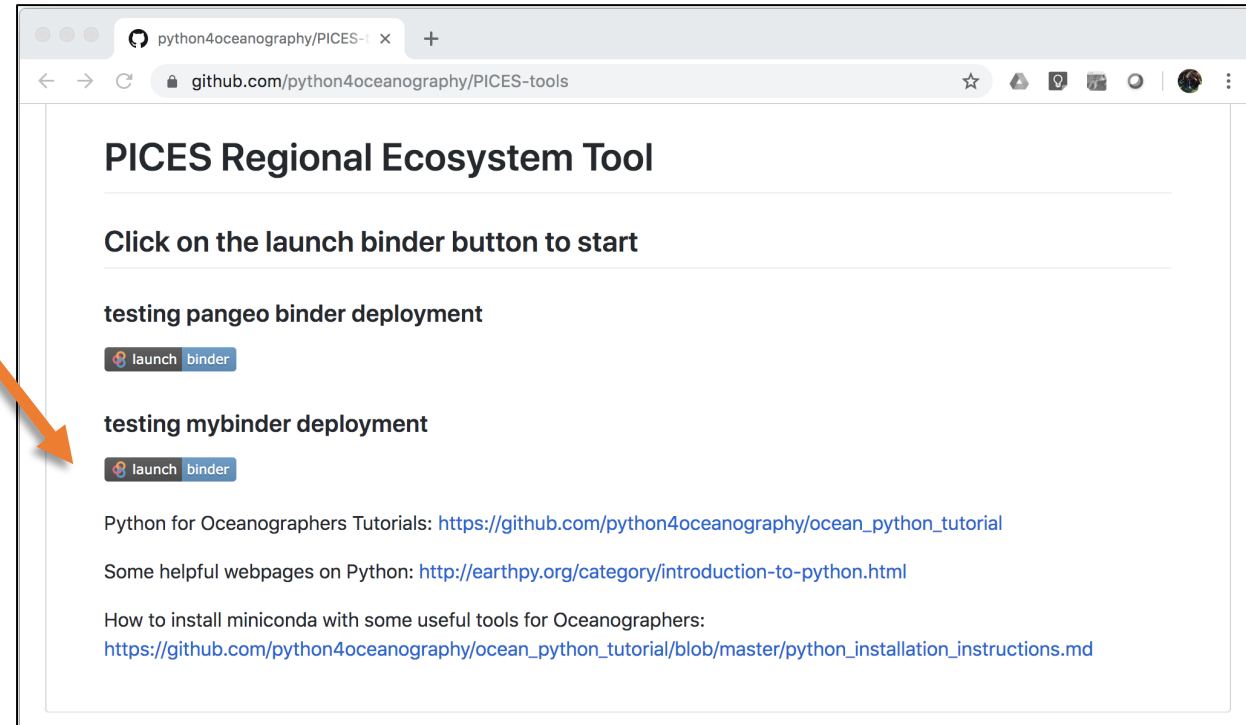 python4oceanography/PICES-t
github.com/python4oceanography/PICES-tools
PICES Regional Ecosystem Tool
Click on the launch binder button to start
testing pangeo binder deployment
launch binder
testing mybinder deployment
launch binder
Python for Oceanographers Tutorials: https://github.com/python4oceanography/ocean_python_tutorial
Some helpful webpages on Python: http://earthpy.org/category/introduction-to-python.html
How to install miniconda with some useful tools for Oceanographers:
https://github.com/python4oceanography/ocean_python_tutorial/blob/master/python_installation_instructions.md